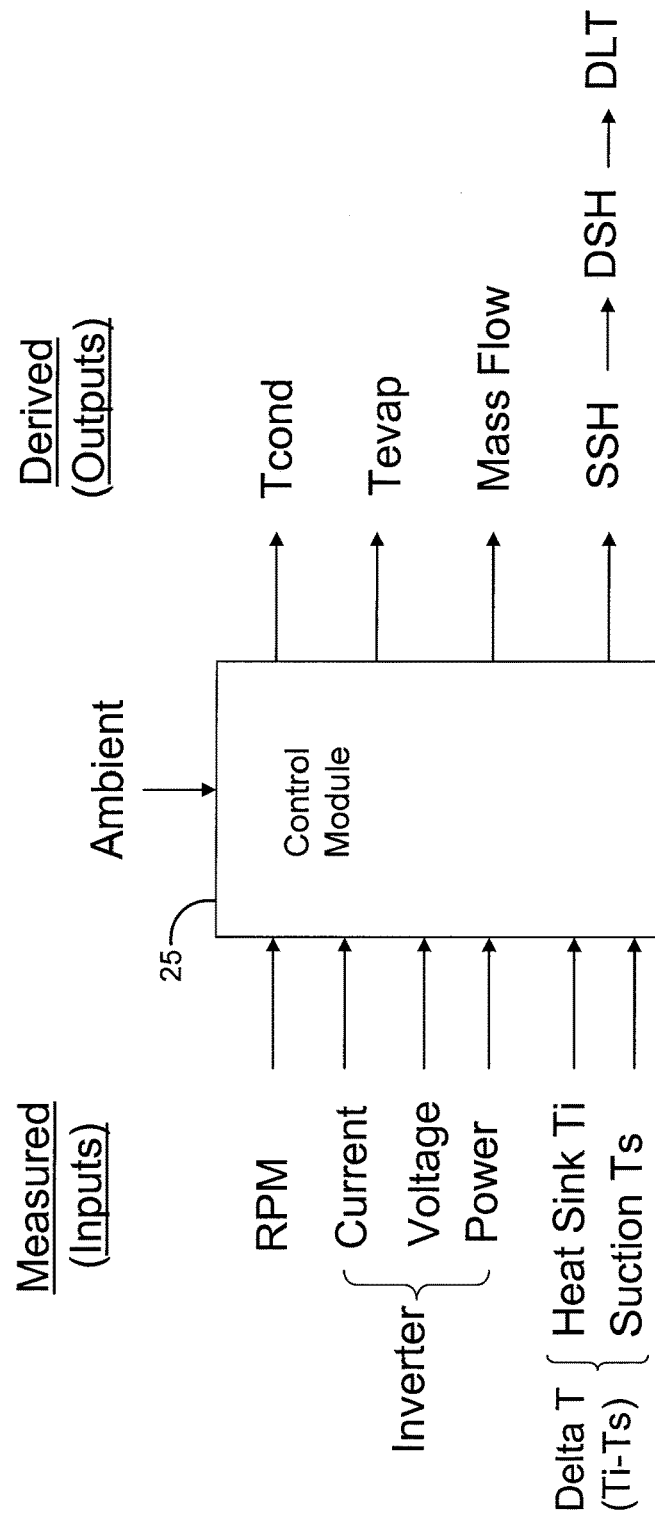 Measured
(Inputs)
Derived
(Outputs)
Ambient
25
Control
Module
RPM
Inverter
Current
Voltage
Power
Delta T
(Ti-Ts)
Heat Sink Ti
Suction Ts
Tcond
Tevap
Mass Flow
SSH
DSH
DLT